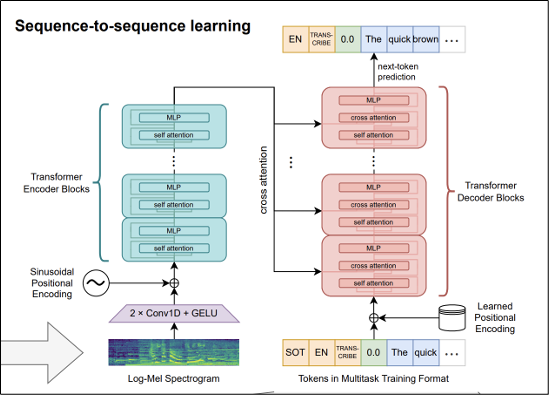 Sequence-to-sequence learning
EN TRANS-CRIBE 0.0 The quick brown ...
next-token
prediction
MLP
self attention
...
MLP
self attention
MLP
self attention
Transformer
Encoder Blocks
Sinusoidal
Positional
Encoding
2 × Conv1D + GELU
Log-Mel Spectrogram
cross attention
...
MLP
cross attention
self attention
...
MLP
cross attention
self attention
MLP
cross attention
self attention
Transformer
Decoder Blocks
Learned
Positional
Encoding
SOT EN TRANS-CRIBE 0.0 The quick ...
Tokens in Multitask Training Format